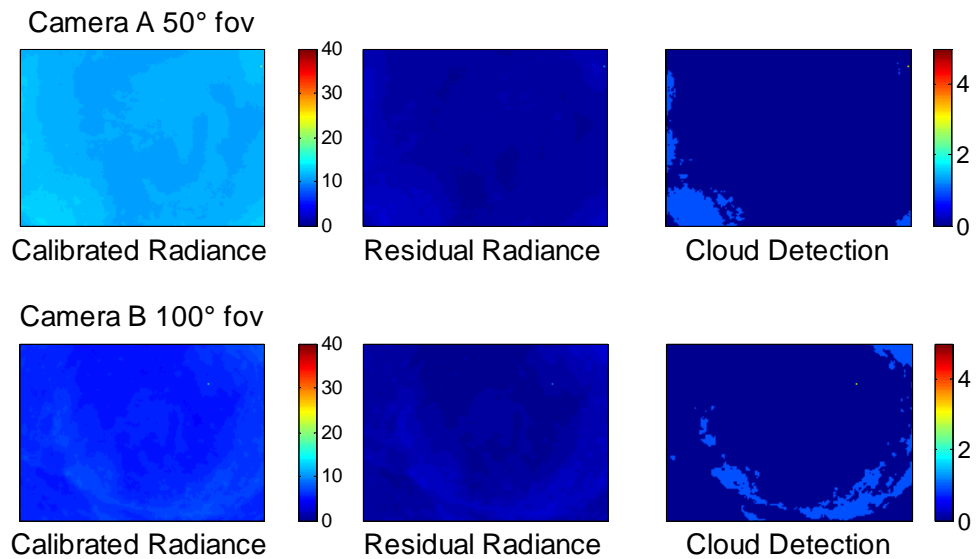 Camera A 50° fov
40
30
20
10
0
4
2
0
Calibrated Radiance
Residual Radiance
Cloud Detection
Camera B 100° fov
40
30
20
10
0
4
2
0
Calibrated Radiance
Residual Radiance
Cloud Detection